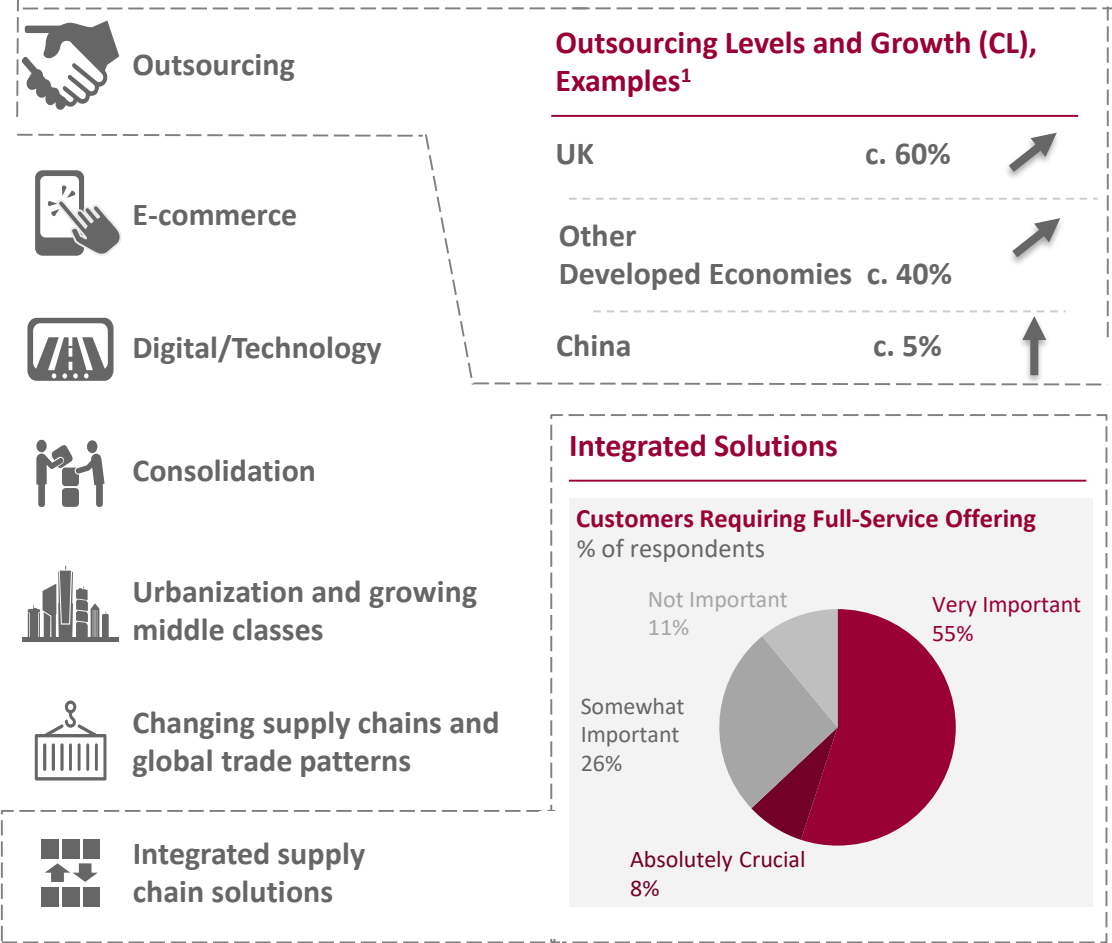 Outsourcing
Outsourcing Levels and Growth (CL),
Examples¹
UK c. 60%
Other
Developed Economies c. 40%
China c. 5%
E-commerce
Digital/Technology
Consolidation
Urbanization and growing
middle classes
Changing supply chains and
global trade patterns
Integrated supply
chain solutions
Integrated Solutions
Customers Requiring Full-Service Offering
% of respondents
Not Important
11%
Very Important
55%
Somewhat
Important
26%
Absolutely Crucial
8%